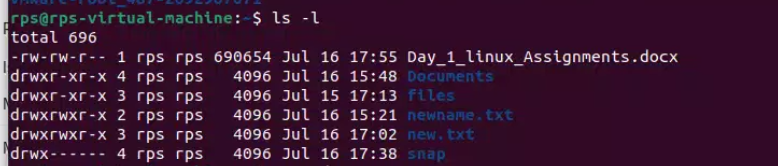 rps@rps-virtual-machine:~$ ls -l
total 696
-rw-rw-r-- 1 rps rps 690654 Jul 16 17:55 Day_1_linux_Assignments.docx
drwxr-xr-x 4 rps rps   4096 Jul 16 15:48 Documents
drwxr-xr-x 3 rps rps   4096 Jul 15 17:13 files
drwxrwxr-x 2 rps rps   4096 Jul 16 15:21 newname.txt
drwxrwxr-x 3 rps rps   4096 Jul 16 17:02 new.txt
drwx------ 4 rps rps   4096 Jul 16 17:38 snap